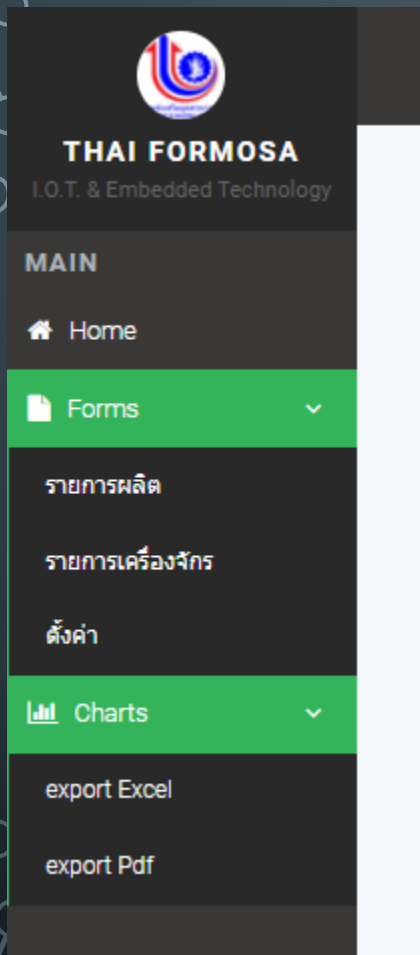 THAI FORMOSA
I.O.T. & Embedded Technology
MAIN
Home
Forms
รายการผลิต
รายการเครื่องจักร
ตั้งค่า
Charts
export Excel
export Pdf